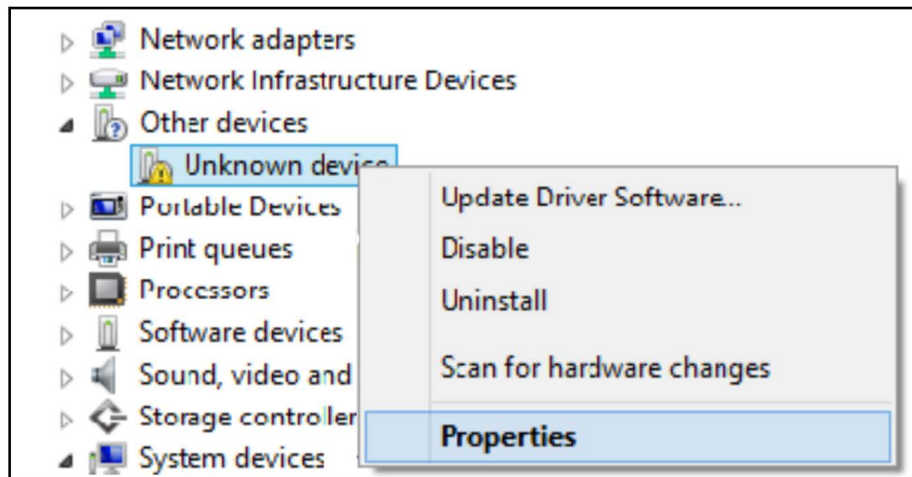 Network adapters
Network Infrastructure Devices
Other devices
Unknown device
Portable Devices
Print queues
Processors
Software devices
Sound, video and
Storage controller
System devices
Update Driver Software...
Disable
Uninstall
Scan for hardware changes
Properties